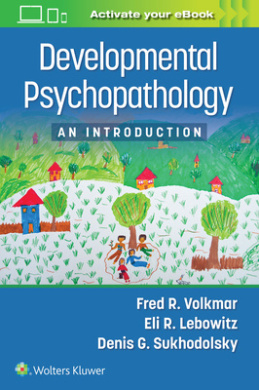 Activate your eBook
Developmental
Psychopathology
AN INTRODUCTION
Fred R. Volkmar
Eli R. Lebowitz
Denis G. Sukhodolsky
Wolters Kluwer